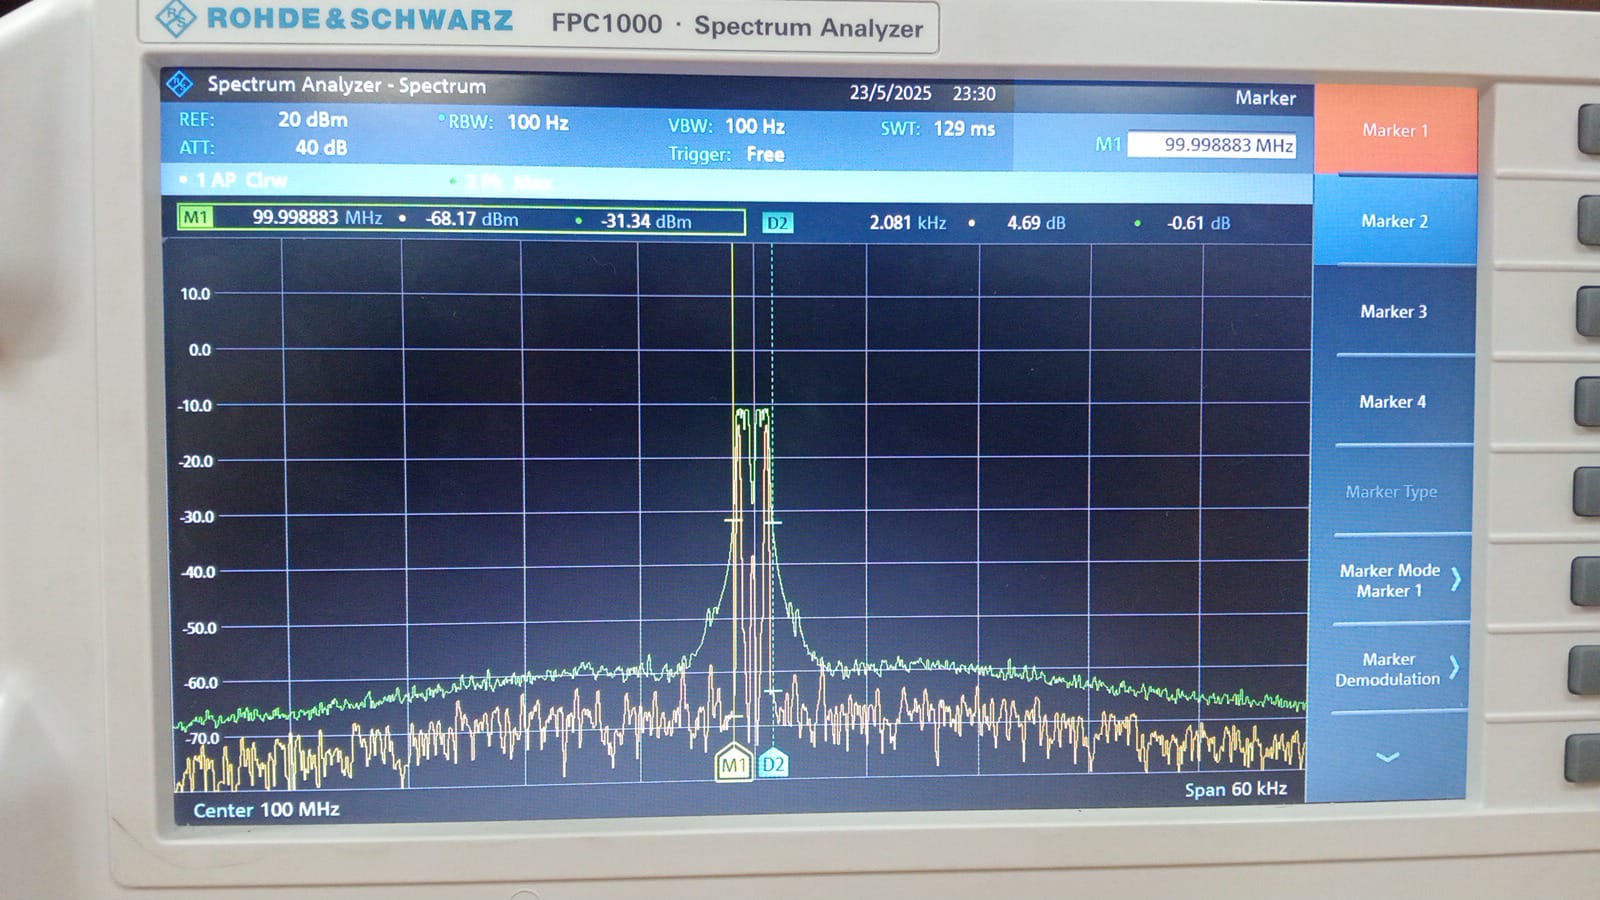 ROHDE & SCHWARZ FPC1000 · Spectrum Analyzer
Spectrum Analyzer - Spectrum 23/5/2025 23:30 Marker
REF: 20 dBm RBW: 100 Hz VBW: 100 Hz SWT: 129 ms
ATT: 40 dB Trigger: Free
M1 99.998883 MHz
1 AP Clrw 2 Pk Max
M1 99.998883 MHz • -68.17 dBm • -31.34 dBm D2 2.081 kHz • 4.69 dB • -0.61 dB
10.0
0.0
-10.0
-20.0
-30.0
-40.0
-50.0
-60.0
-70.0
M1 D2
Center 100 MHz Span 60 kHz
Marker 1
Marker 2
Marker 3
Marker 4
Marker Type
Marker Mode
Marker 1
Marker
Demodulation